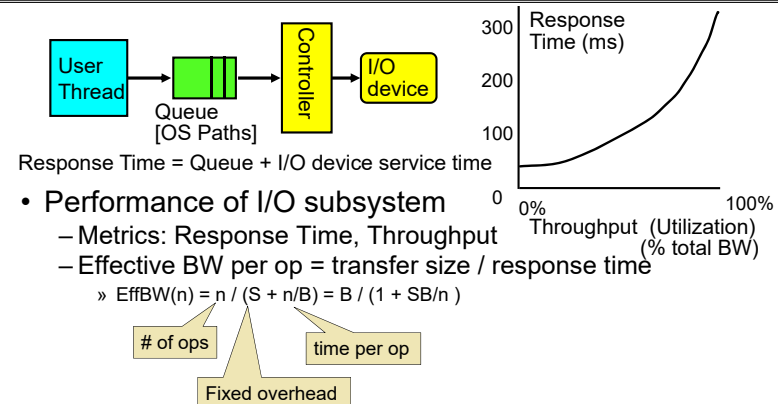 User
Thread
Queue
[OS Paths]
Controller
I/O
device
Response Time = Queue + I/O device service time
300
200
100
0
Response
Time (ms)
0%
100%
Throughput (Utilization)
(% total BW)
• Performance of I/O subsystem
– Metrics: Response Time, Throughput
– Effective BW per op = transfer size / response time
» EffBW(n) = n / (S + n/B) = B / (1 + SB/n )
# of ops
time per op
Fixed overhead